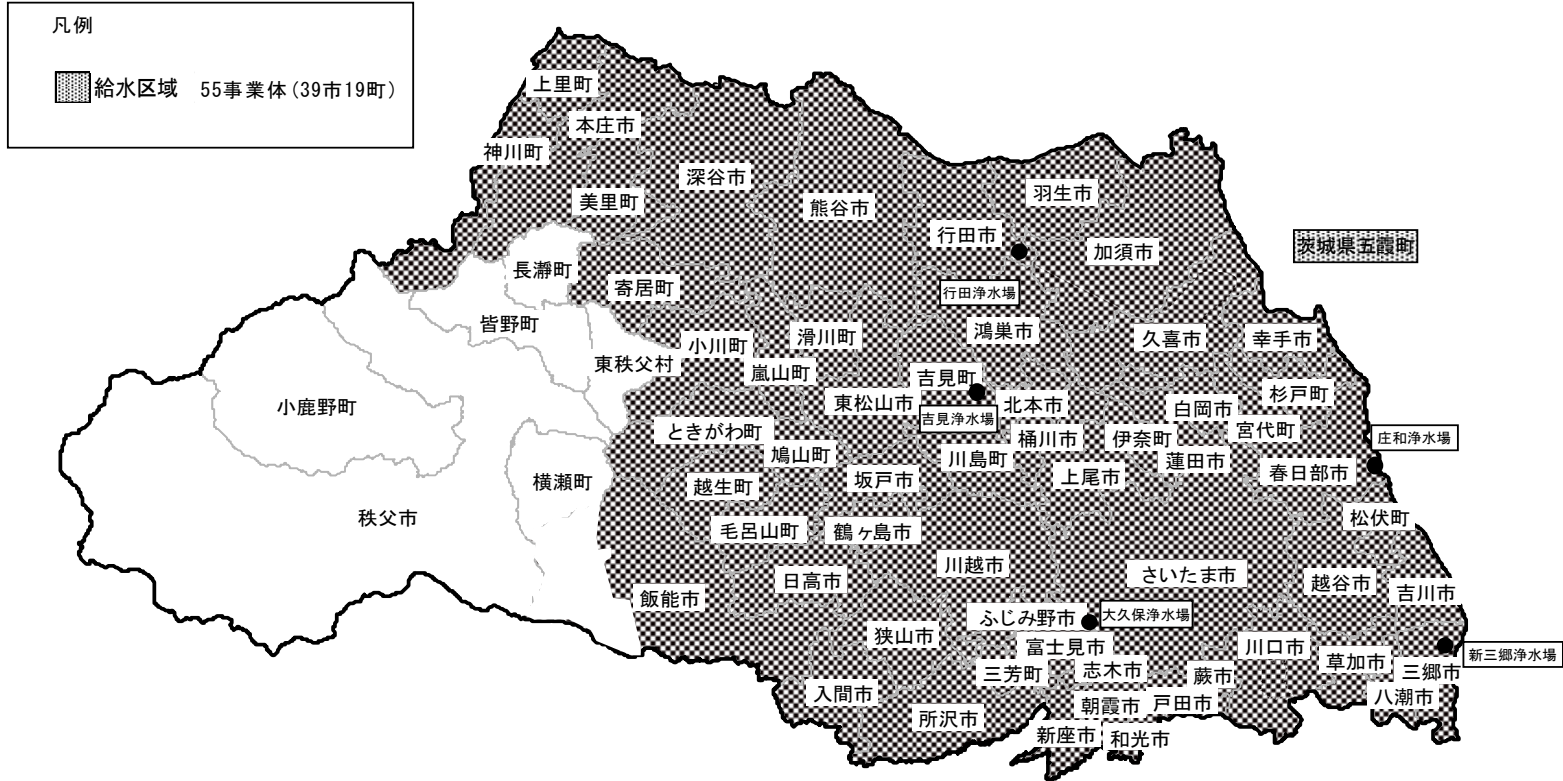 凡例
給水区域 55事業体(39市19町)
上里町
本庄市
神川町
深谷市
美里町
熊谷市
羽生市
行田市
加須市
茨城県五霞町
長瀞町
寄居町
行田浄水場
皆野町
鴻巣市
滑川町
久喜市
幸手市
小川町
東秩父村
嵐山町
吉見町
杉戸町
小鹿野町
東松山市
北本市
白岡市
吉見浄水場
ときがわ町
桶川市
伊奈町
宮代町
庄和浄水場
鳩山町
川島町
蓮田市
横瀬町
越生町
坂戸市
上尾市
春日部市
秩父市
松伏町
毛呂山町
鶴ヶ島市
川越市
さいたま市
日高市
越谷市
吉川市
飯能市
ふじみ野市
大久保浄水場
狭山市
富士見市
川口市
新三郷浄水場
三芳町
志木市
草加市
三郷市
蕨市
入間市
八潮市
朝霞市
戸田市
所沢市
新座市
和光市